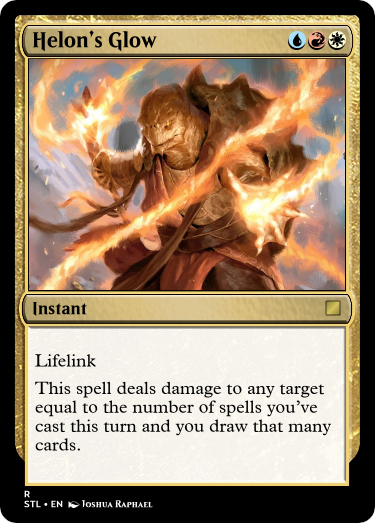 Helon's Glow
Instant
Lifelink
This spell deals damage to any target
equal to the number of spells you've
cast this turn and you draw that many
cards.
R
STL • EN Joshua Raphael